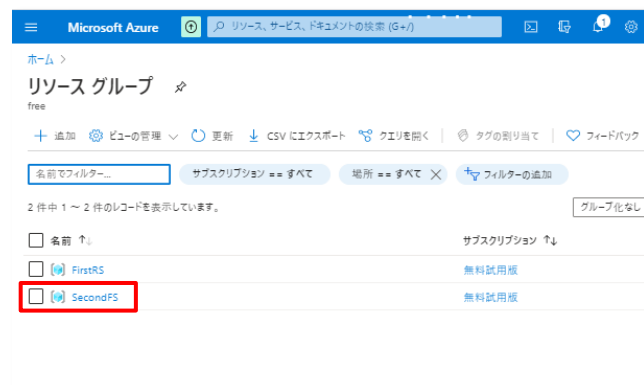 Microsoft Azure リソース、サービス、ドキュメントの検索 (G+/) 1
ホーム >
リソース グループ
free
追加 ビューの管理 更新 CSV にエクスポート クエリを開く タグの割り当て フィードバック
名前でフィルター... サブスクリプション == すべて 場所 == すべて フィルターの追加
2 件中 1 ~ 2 件のレコードを表示しています。 グループ化なし
名前 ↑↓ サブスクリプション ↑↓
FirstRS 無料試用版
SecondFS 無料試用版